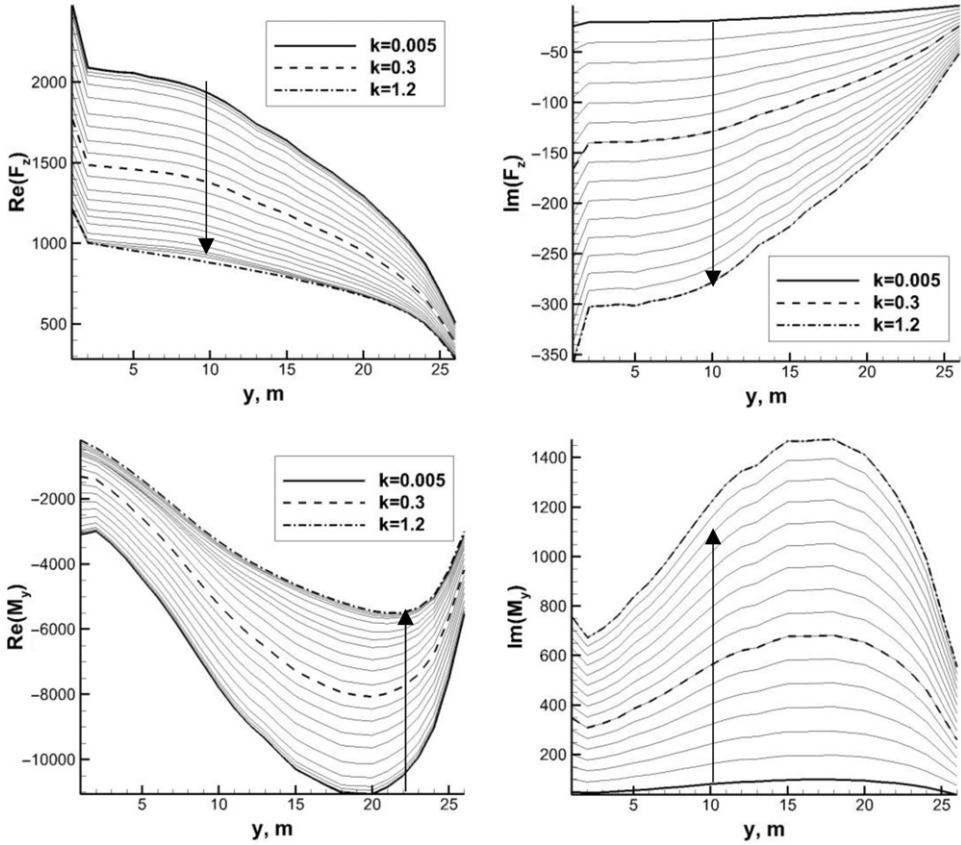 Re(F_z)
2000
1500
1000
500
5
10
15
20
25
y, m
k=0.005
k=0.3
k=1.2
Im(F_z)
−50
−100
−150
−200
−250
−300
−350
5
10
15
20
25
y, m
k=0.005
k=0.3
k=1.2
Re(M_y)
-2000
-4000
-6000
-8000
-10000
5
10
15
20
25
y, m
k=0.005
k=0.3
k=1.2
Im(M_y)
1400
1200
1000
800
600
400
200
5
10
15
20
25
y, m